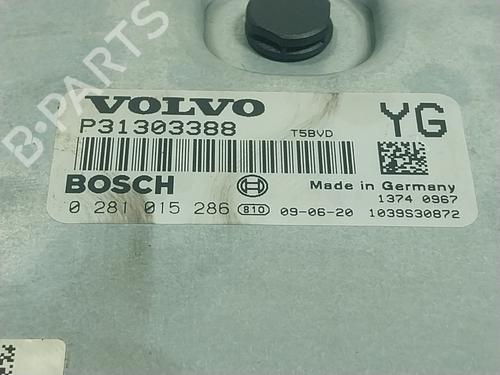 B-PARTS
VOLVO
P31303388 T5BVD YG
BOSCH Made in Germany
1374 0967
0 281 015 286 810 09-06-20 1039S30872